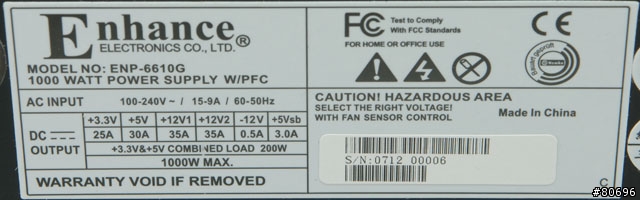 Enhance®
ELECTRONICS CO., LTD.
MODEL NO: ENP-6610G
1000 WATT POWER SUPPLY W/PFC
AC INPUT 100-240V~ / 15-9A / 60-50Hz
DC OUTPUT
+3.3V +5V +12V1 +12V2 -12V +5Vsb
25A 30A 35A 35A 0.5A 3.0A
+3.3V&+5V COMBINED LOAD 200W
1000W MAX.
WARRANTY VOID IF REMOVED
FC Test to Comply
With FCC Standards
FOR HOME OR OFFICE USE
CE
Bauart geprüft
CAUTION! HAZARDOUS AREA
SELECT THE RIGHT VOLTAGE!
WITH FAN SENSOR CONTROL
Made In China
S/N:0712 00006
C
#80696